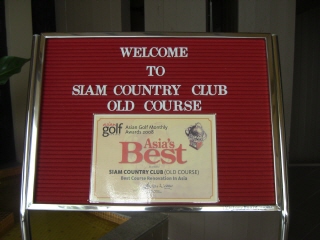 WELCOME
TO
SIAM COUNTRY CLUB
OLD COURSE
golf Asian Golf Monthly
Awards 2008
Asia's
Best
SIAM COUNTRY CLUB (OLD COURSE)
Best Course Renovation in Asia